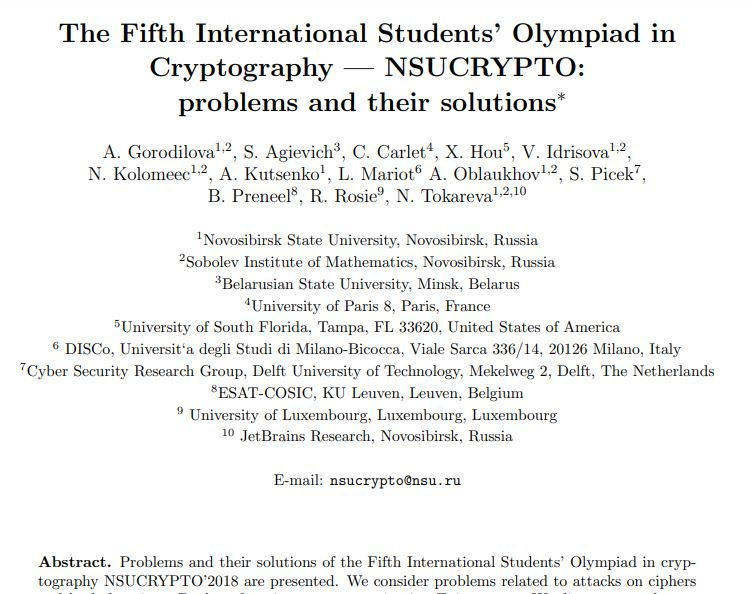 The Fifth International Students' Olympiad in
Cryptography — NSUCRYPTO:
problems and their solutions*
A. Gorodilova1,2, S. Agievich3, C. Carlet4, X. Hou5, V. Idrisova1,2,
N. Kolomeec1,2, A. Kutsenko1, L. Mariot6 A. Oblaukhov1,2, S. Picek7,
B. Preneel8, R. Rosie9, N. Tokareva1,2,10
1Novosibirsk State University, Novosibirsk, Russia
2Sobolev Institute of Mathematics, Novosibirsk, Russia
3Belarusian State University, Minsk, Belarus
4University of Paris 8, Paris, France
5University of South Florida, Tampa, FL 33620, United States of America
6 DISCo, Universit`a degli Studi di Milano-Bicocca, Viale Sarca 336/14, 20126 Milano, Italy
7Cyber Security Research Group, Delft University of Technology, Mekelweg 2, Delft, The Netherlands
8ESAT-COSIC, KU Leuven, Leuven, Belgium
9 University of Luxembourg, Luxembourg, Luxembourg
10 JetBrains Research, Novosibirsk, Russia
E-mail: nsucrypto@nsu.ru
Abstract. Problems and their solutions of the Fifth International Students' Olympiad in cryp-
tography NSUCRYPTO'2018 are presented. We consider problems related to attacks on ciphers